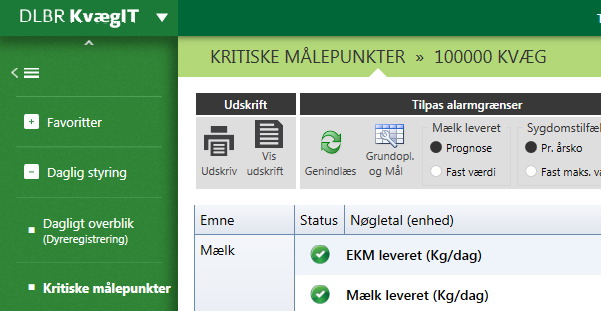 DLBR KvægIT
KRITISKE MÅLEPUNKTER » 100000 KVÆG
Favoritter
Daglig styring
Dagligt overblik
(Dyreregistrering)
Kritiske målepunkter
Udskrift
Udskriv
Vis
udskrift
Tilpas alarmgrænser
Genindlæs
Grundopl.
og Mål
Mælk leveret
Prognose
Fast værdi
Sygdomstilfæl
Pr. årsko
Fast maks. væ
Emne Status Nøgletal (enhed)
Mælk EKM leveret (Kg/dag)
Mælk leveret (Kg/dag)